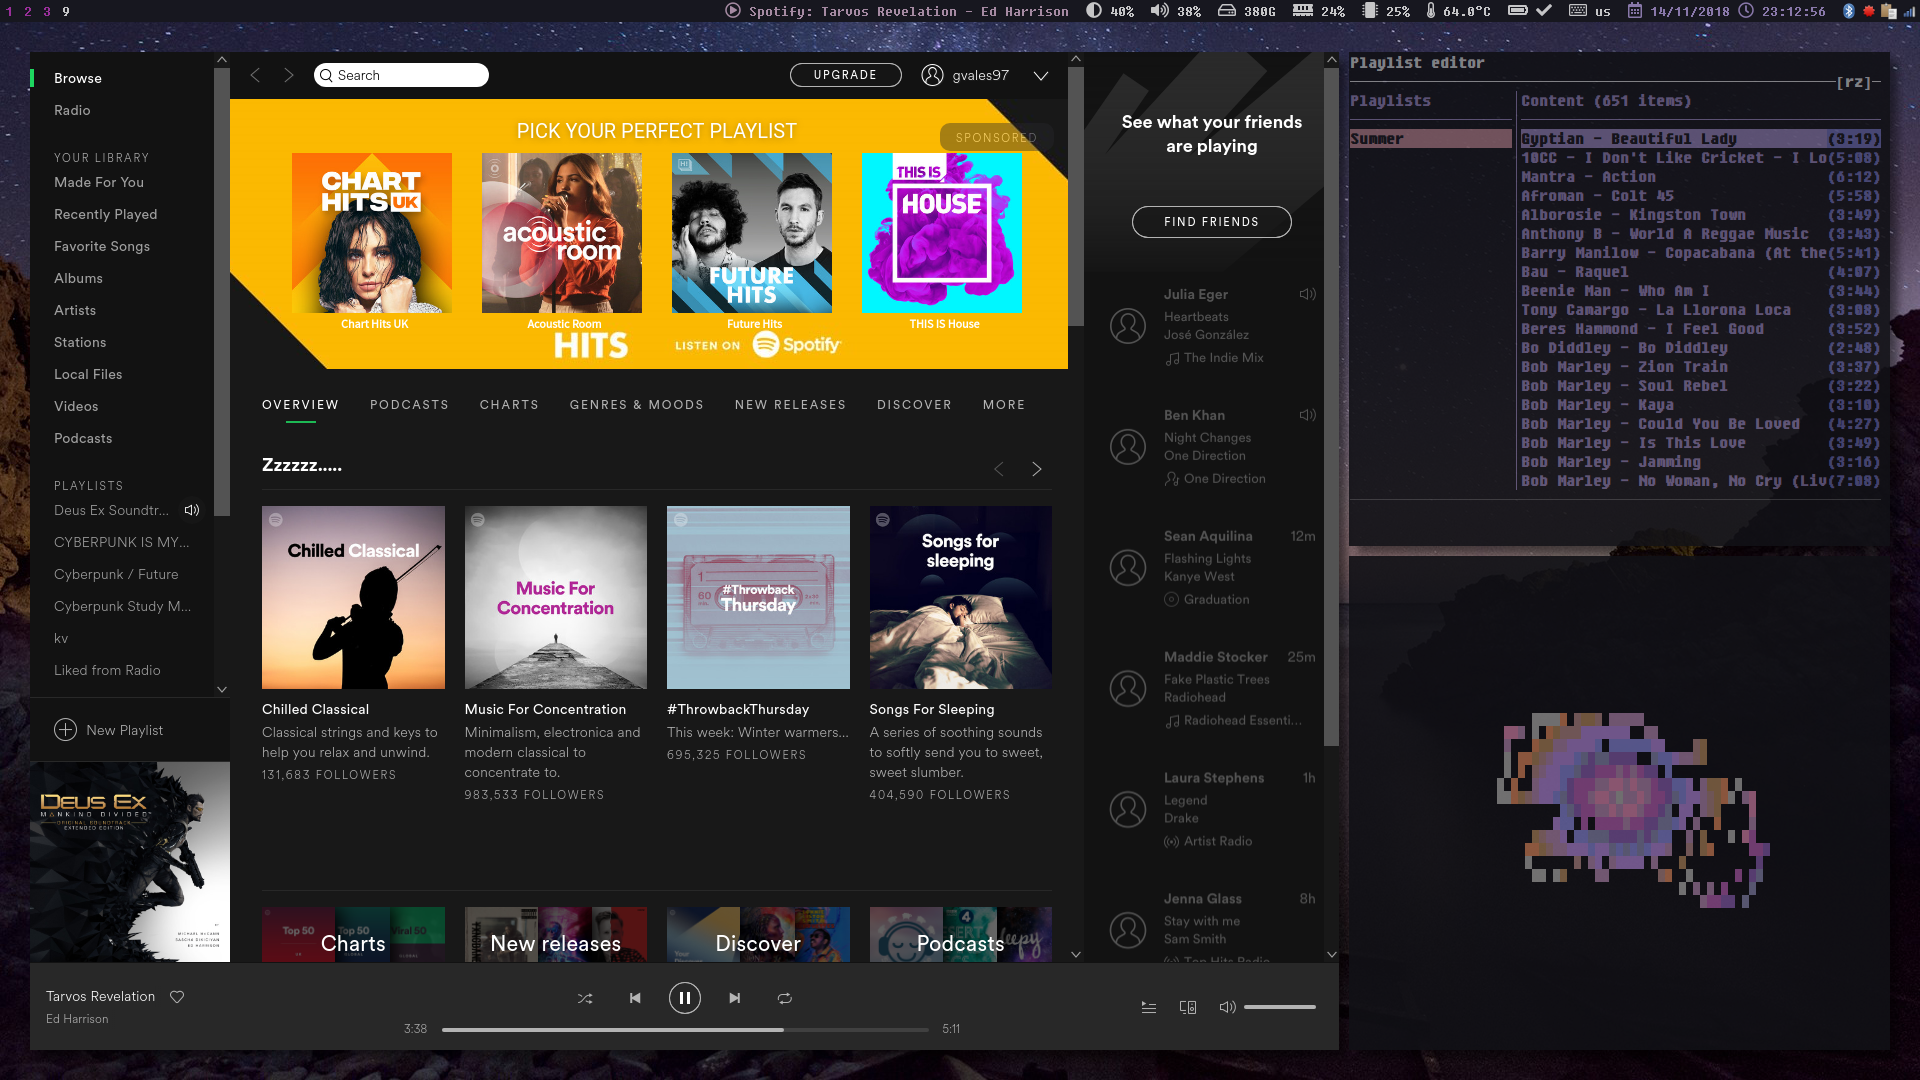 1 2 3 9
Spotify: Tarvos Revelation - Ed Harrison 40% 38% 380G 24% 25% 64.0°C us 14/11/2018 23:12:56
Browse
Radio
YOUR LIBRARY
Made For You
Recently Played
Favorite Songs
Albums
Artists
Stations
Local Files
Videos
Podcasts
PLAYLISTS
Deus Ex Soundtr...
CYBERPUNK IS MY...
Cyberpunk / Future
Cyberpunk Study M...
kv
Liked from Radio
New Playlist
DEUS EX
MANKIND DIVIDED
ORIGINAL SOUNDTRACK
EXTENDED EDITION
MICHAEL McCANN
SASCHA DIKICIYAN
ED HARRISON
Search
UPGRADE
gvales97
PICK YOUR PERFECT PLAYLIST
SPONSORED
CHART
HITS UK
acoustic
room
HI
FUTURE
HITS
THIS IS
HOUSE
Chart Hits UK
Acoustic Room
Future Hits
THIS IS House
HITS
LISTEN ON Spotify
OVERVIEW PODCASTS CHARTS GENRES & MOODS NEW RELEASES DISCOVER MORE
Zzzzzz.....
Chilled Classical
Music For
Concentration
1
60
#Throwback
Thursday
Songs for
sleeping
Chilled Classical
Classical strings and keys to
help you relax and unwind.
131,683 FOLLOWERS
Music For Concentration
Minimalism, electronica and
modern classical to
concentrate to.
983,533 FOLLOWERS
#ThrowbackThursday
This week: Winter warmers...
695,325 FOLLOWERS
Songs For Sleeping
A series of soothing sounds
to softly send you to sweet,
sweet slumber.
404,590 FOLLOWERS
Top 50
Top 50
Viral 50
Charts
New releases
Discover
Podcasts
See what your friends
are playing
FIND FRIENDS
Julia Eger
Heartbeats
José González
The Indie Mix
Ben Khan
Night Changes
One Direction
One Direction
Sean Aquilina 12m
Flashing Lights
Kanye West
Graduation
Maddie Stocker 25m
Fake Plastic Trees
Radiohead
Radiohead Essenti...
Laura Stephens 1h
Legend
Drake
Artist Radio
Jenna Glass 8h
Stay with me
Sam Smith
Top Hits Radio
Tarvos Revelation
Ed Harrison
3:38
5:11
Playlist editor
[rz]
Playlists
Content (651 items)
Summer
Gyptian - Beautiful Lady (3:19)
10CC - I Don't Like Cricket - I Lo(5:08)
Mantra - Action (6:12)
Afroman - Colt 45 (5:58)
Alborosie - Kingston Town (3:49)
Anthony B - World A Reggae Music (3:43)
Barry Manilow - Copacabana (At the(5:41)
Bau - Raquel (4:07)
Beenie Man - Who Am I (3:44)
Tony Camargo - La Llorona Loca (3:08)
Beres Hammond - I Feel Good (3:52)
Bo Diddley - Bo Diddley (2:48)
Bob Marley - Zion Train (3:37)
Bob Marley - Soul Rebel (3:22)
Bob Marley - Kaya (3:10)
Bob Marley - Could You Be Loved (4:27)
Bob Marley - Is This Love (3:49)
Bob Marley - Jamming (3:16)
Bob Marley - No Woman, No Cry (Liv(7:08)